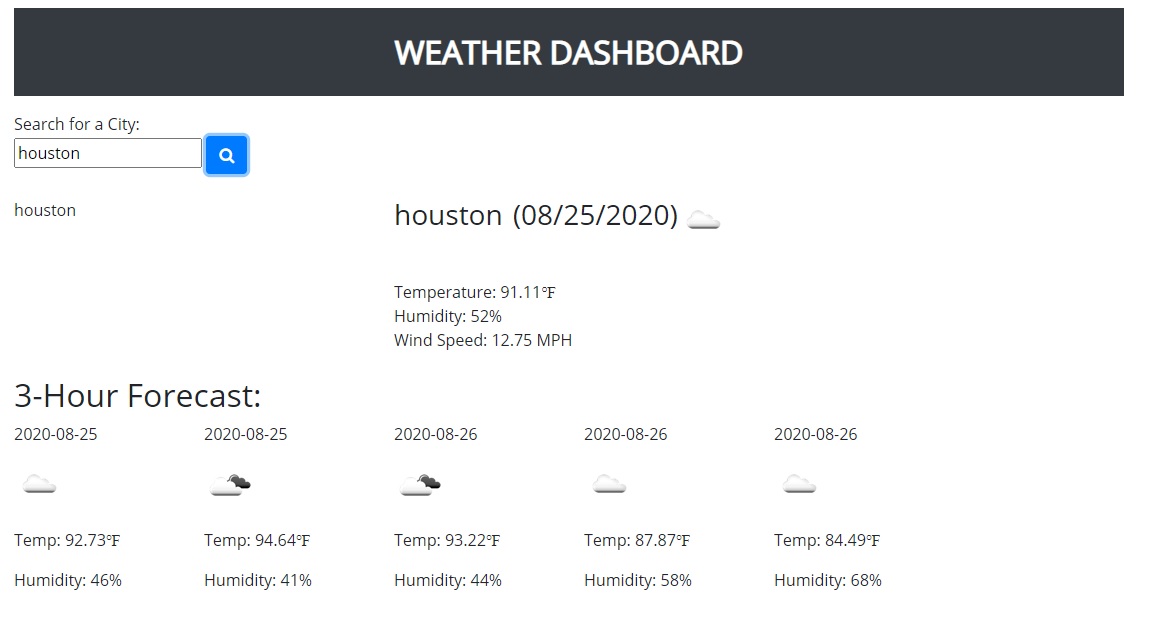 WEATHER DASHBOARD
Search for a City:
houston
houston
houston (08/25/2020)
Temperature: 91.11℉
Humidity: 52%
Wind Speed: 12.75 MPH
3-Hour Forecast:
2020-08-25 2020-08-25 2020-08-26 2020-08-26 2020-08-26
Temp: 92.73℉ Temp: 94.64℉ Temp: 93.22℉ Temp: 87.87℉ Temp: 84.49℉
Humidity: 46% Humidity: 41% Humidity: 44% Humidity: 58% Humidity: 68%